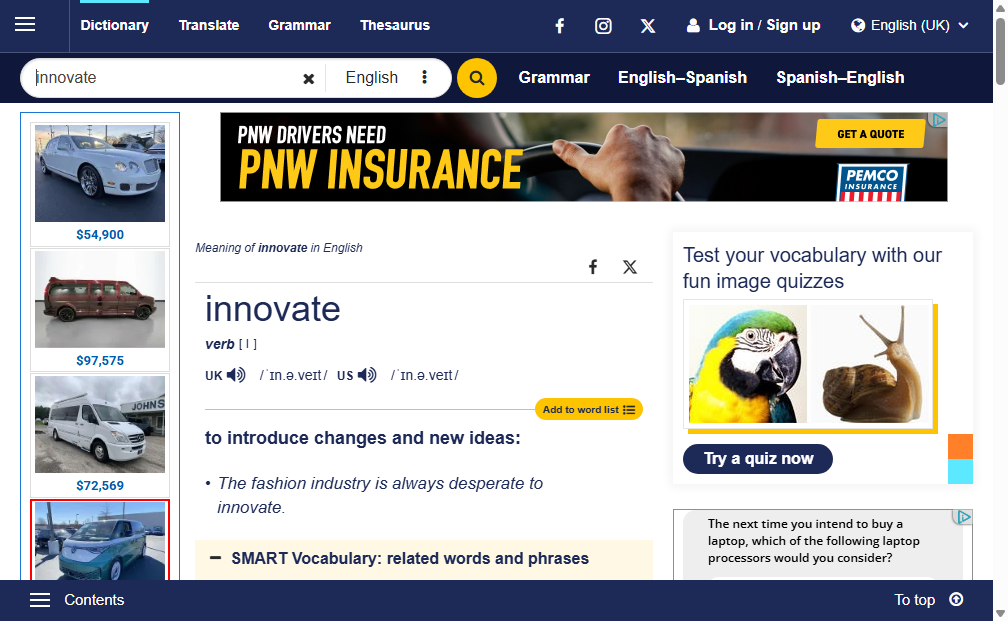 Dictionary Translate Grammar Thesaurus Log in / Sign up English (UK)
innovate English Grammar English–Spanish Spanish–English
PNW DRIVERS NEED
PNW INSURANCE
GET A QUOTE
PEMCO
INSURANCE
$54,900
$97,575
JOHNS
$72,569
Meaning of innovate in English
innovate
verb [ I ]
UK /ˈɪn.ə.veɪt/ US /ˈɪn.ə.veɪt/
Add to word list
to introduce changes and new ideas:
• The fashion industry is always desperate to
innovate.
SMART Vocabulary: related words and phrases
Test your vocabulary with our
fun image quizzes
Try a quiz now
The next time you intend to buy a
laptop, which of the following laptop
processors would you consider?
Contents To top